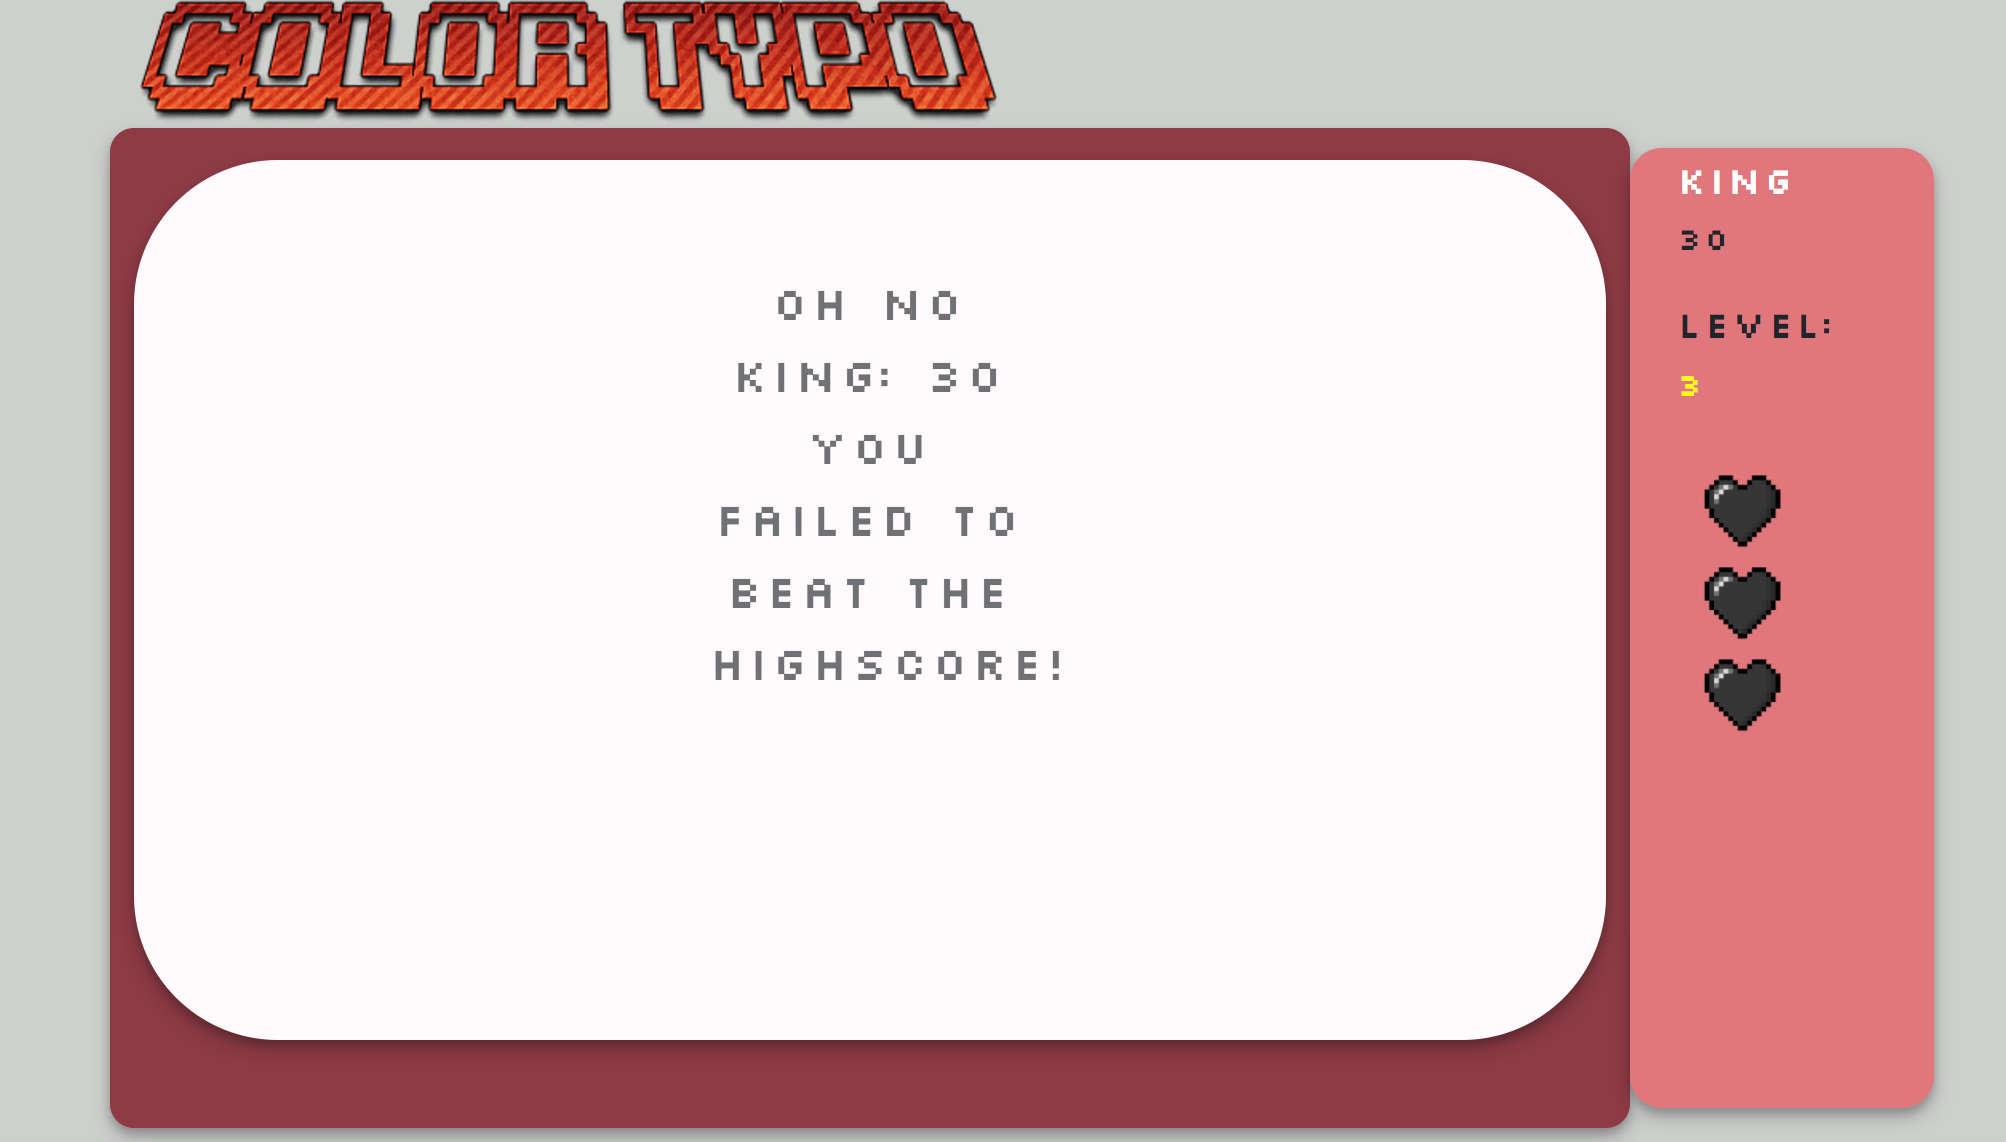 COLOR TYPO
OH NO
KING: 30
YOU
FAILED TO
BEAT THE
HIGHSCORE!
KING
30
LEVEL:
3